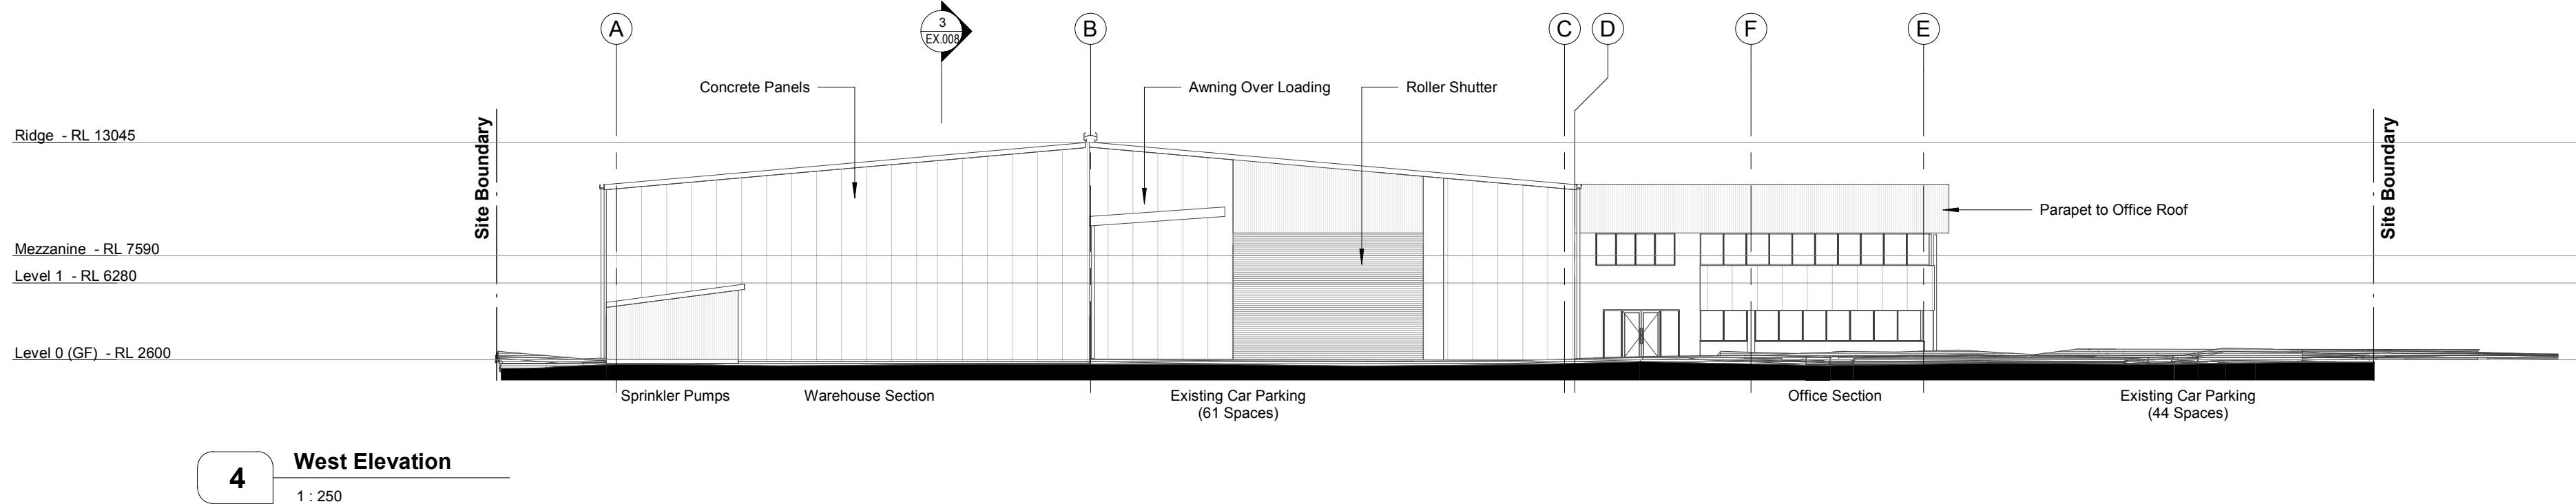 A
3
EX.008
B
C
D
F
E
Concrete Panels
Awning Over Loading
Roller Shutter
Site Boundary
Site Boundary
Ridge  - RL 13045
Parapet to Office Roof
Mezzanine  - RL 7590
Level 1  - RL 6280
Level 0 (GF)  - RL 2600
Sprinkler Pumps
Warehouse Section
Existing Car Parking
(61 Spaces)
Office Section
Existing Car Parking
(44 Spaces)
4
West Elevation
1 : 250